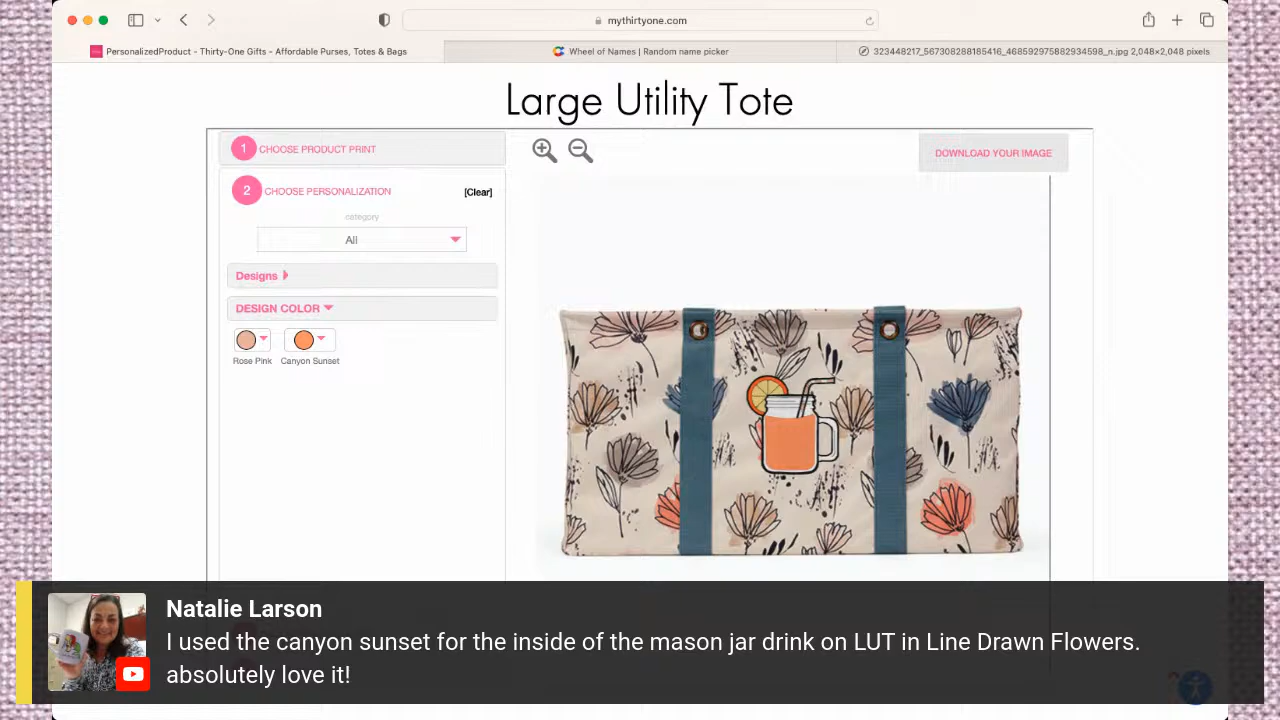 mythirtyone.com
PersonalizedProduct - Thirty-One Gifts - Affordable Purses, Totes & Bags
Wheel of Names | Random name picker
323448217_567308288185416_468592975882934598_n.jpg 2,048×2,048 pixels
Large Utility Tote
1 CHOOSE PRODUCT PRINT
DOWNLOAD YOUR IMAGE
2 CHOOSE PERSONALIZATION [Clear]
category
All
Designs
DESIGN COLOR
Rose Pink
Canyon Sunset
Natalie Larson
I used the canyon sunset for the inside of the mason jar drink on LUT in Line Drawn Flowers.
absolutely love it!